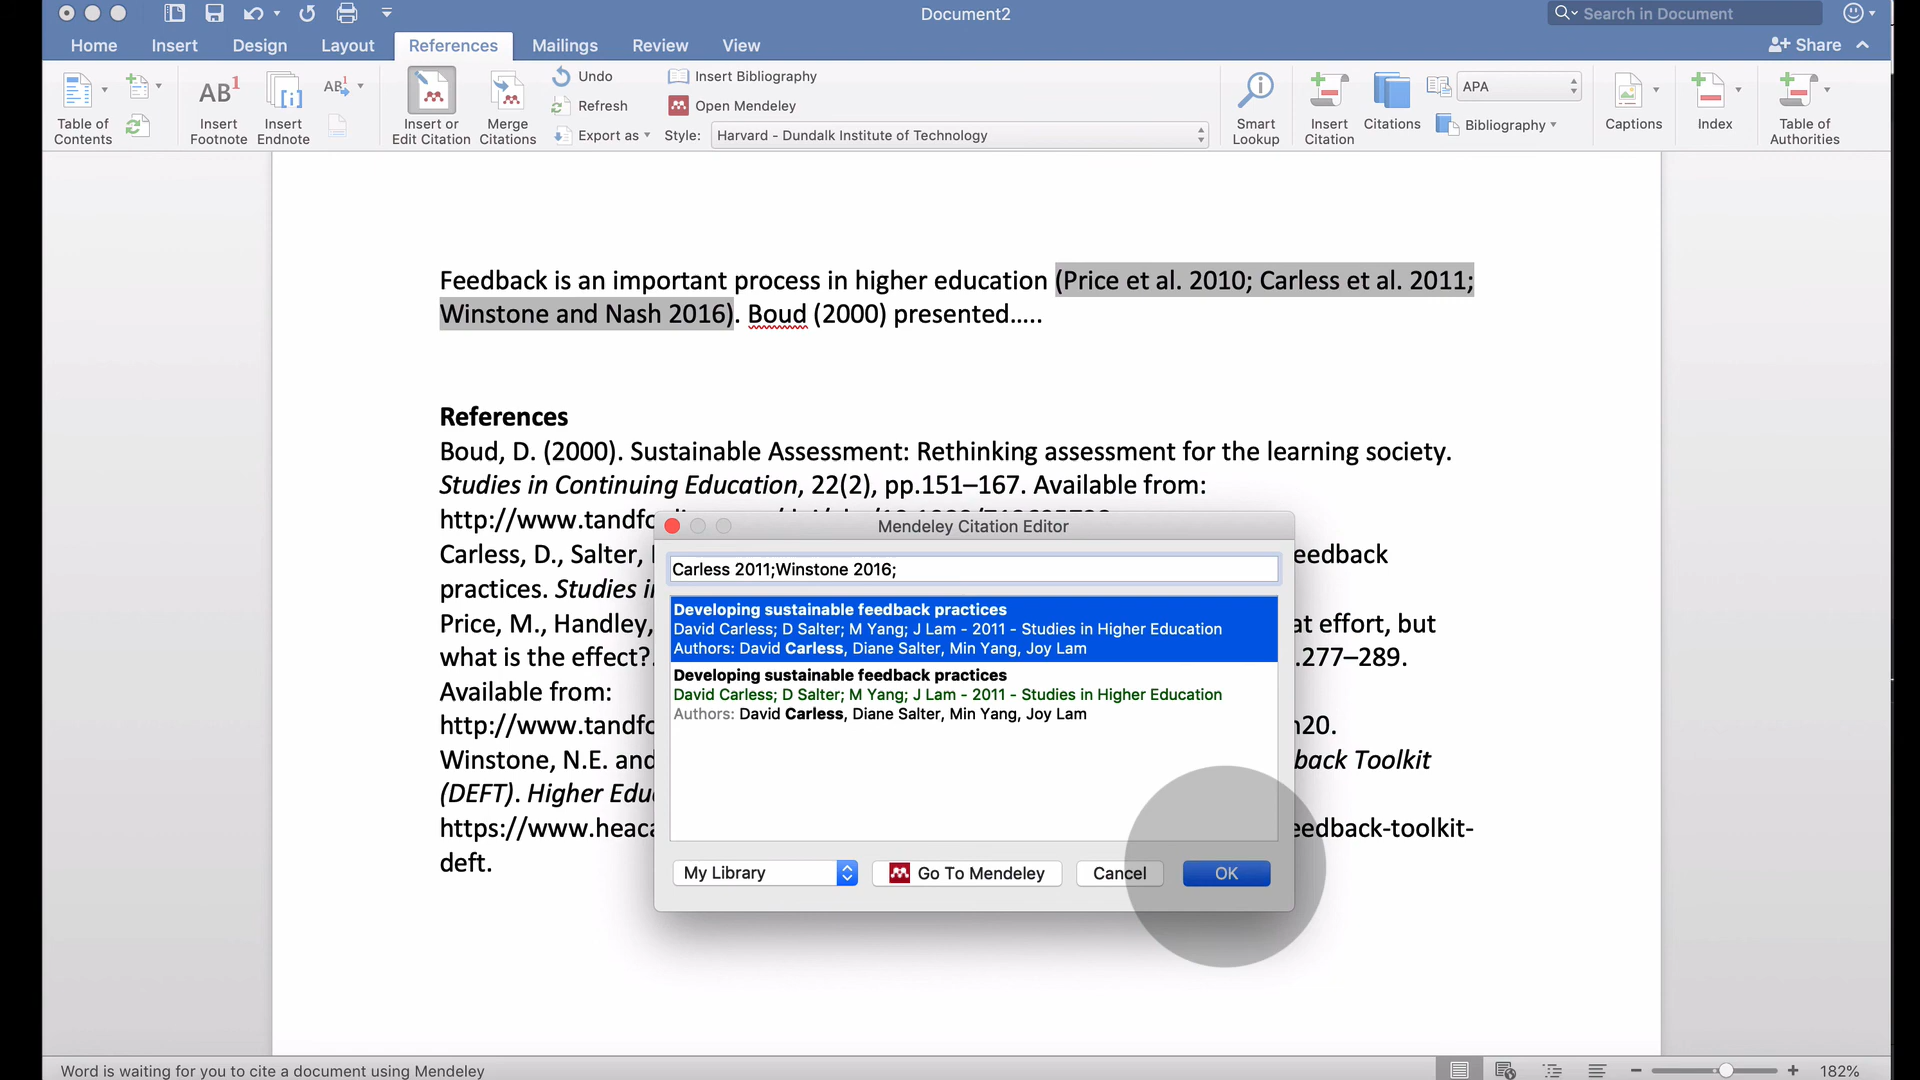 Document2
Search in Document
Home Insert Design Layout References Mailings Review View
Share
Table of Contents
AB1 Insert Footnote
Insert Endnote
AB1
Insert or Edit Citation
Merge Citations
Undo
Refresh
Export as
Insert Bibliography
Open Mendeley
Style: Harvard - Dundalk Institute of Technology
Smart Lookup
Insert Citation
Citations
APA
Bibliography
Captions
Index
Table of Authorities
Feedback is an important process in higher education (Price et al. 2010; Carless et al. 2011;
Winstone and Nash 2016). Boud (2000) presented.....
References
Boud, D. (2000). Sustainable Assessment: Rethinking assessment for the learning society.
Studies in Continuing Education, 22(2), pp.151–167. Available from:
http://www.tandfo
Carless, D., Salter, eedback
practices. Studies i
Price, M., Handley, at effort, but
what is the effect?. .277–289.
Available from:
http://www.tandfo n20.
Winstone, N.E. and back Toolkit
(DEFT). Higher Edu
https://www.heaca eedback-toolkit-
deft.
Mendeley Citation Editor
Carless 2011;Winstone 2016;
Developing sustainable feedback practices
David Carless; D Salter; M Yang; J Lam - 2011 - Studies in Higher Education
Authors: David Carless, Diane Salter, Min Yang, Joy Lam
Developing sustainable feedback practices
David Carless; D Salter; M Yang; J Lam - 2011 - Studies in Higher Education
Authors: David Carless, Diane Salter, Min Yang, Joy Lam
My Library Go To Mendeley Cancel OK
Word is waiting for you to cite a document using Mendeley
182%